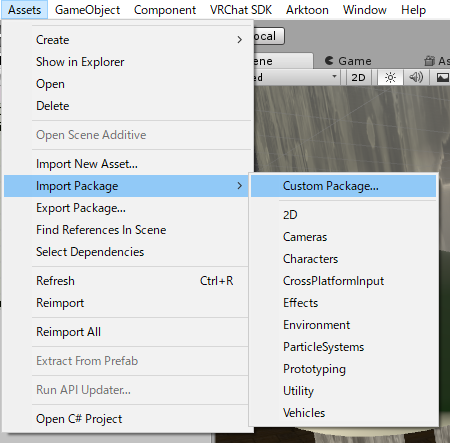 Assets GameObject Component VRChat SDK Arktoon Window Help
Create
Show in Explorer
Open
Delete
Open Scene Additive
Import New Asset...
Import Package
Export Package...
Find References In Scene
Select Dependencies
Refresh Ctrl+R
Reimport
Reimport All
Extract From Prefab
Run API Updater...
Open C# Project
Custom Package...
2D
Cameras
Characters
CrossPlatformInput
Effects
Environment
ParticleSystems
Prototyping
Utility
Vehicles
ocal
ene Game As
ed 2D